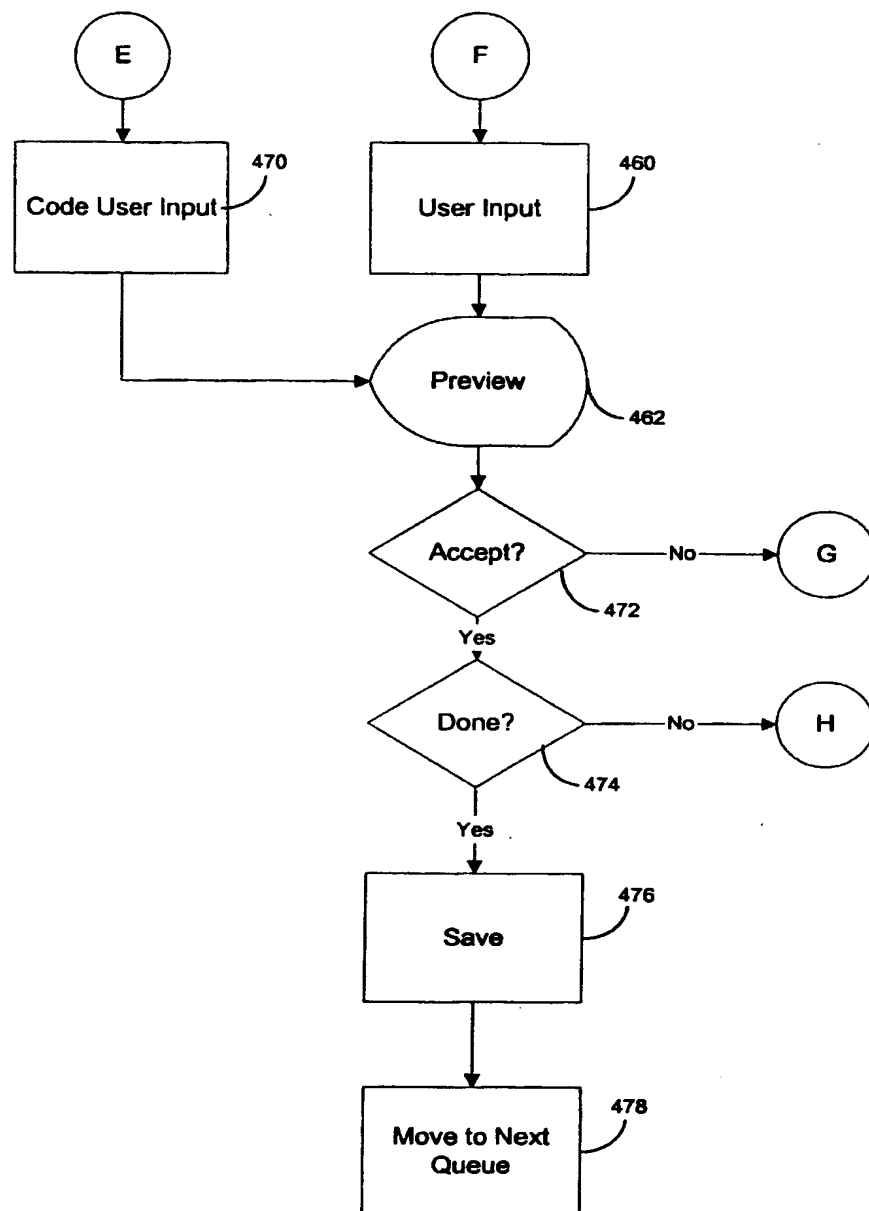 E
F
470
Code User Input
460
User Input
Preview
462
Accept?
No
G
472
Yes
Done?
No
H
474
Yes
476
Save
478
Move to Next
Queue